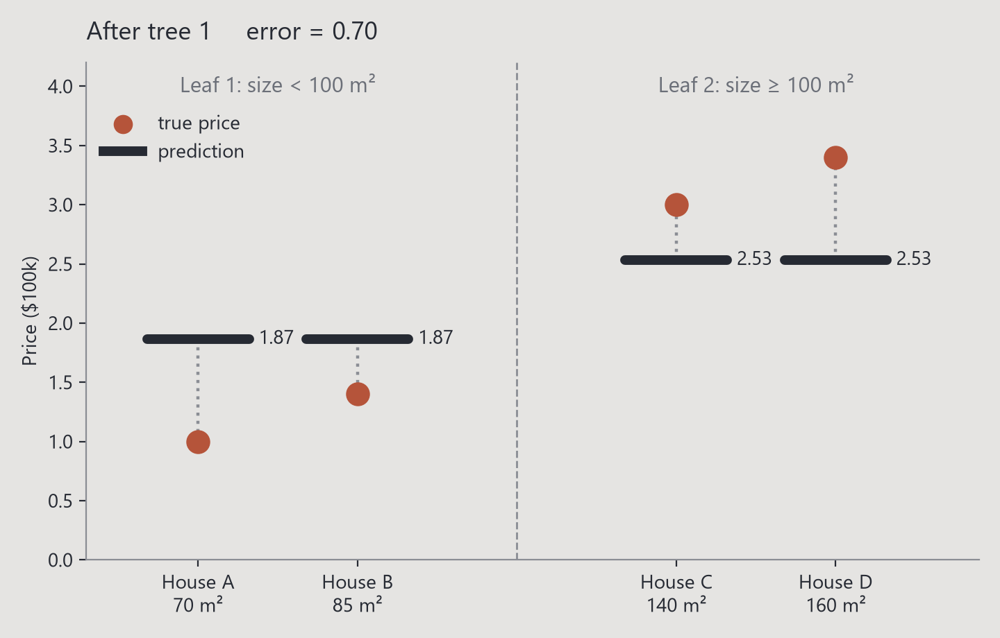 After tree 1 error = 0.70
Leaf 1: size < 100 m²
Leaf 2: size ≥ 100 m²
true price
prediction
Price ($100k)
4.0
3.5
3.0
2.5
2.0
1.5
1.0
0.5
0.0
1.87
1.87
2.53
2.53
House A
70 m²
House B
85 m²
House C
140 m²
House D
160 m²